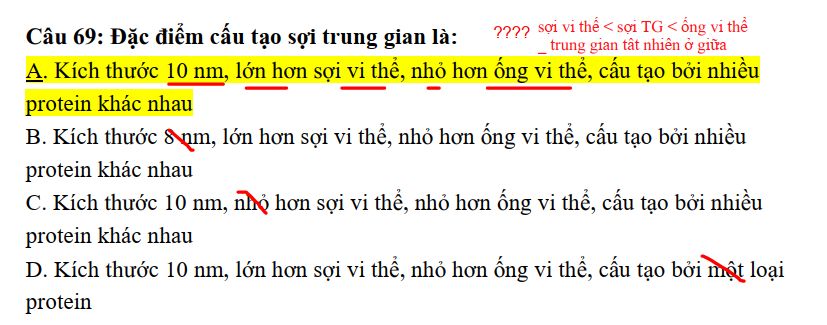 Câu 69: Đặc điểm cấu tạo sợi trung gian là:
???? sợi vi thể < sợi TG < ống vi thể
_ trung gian tất nhiên ở giữa
A. Kích thước 10 nm, lớn hơn sợi vi thể, nhỏ hơn ống vi thể, cấu tạo bởi nhiều
protein khác nhau
B. Kích thước 8 nm, lớn hơn sợi vi thể, nhỏ hơn ống vi thể, cấu tạo bởi nhiều
protein khác nhau
C. Kích thước 10 nm, nhỏ hơn sợi vi thể, nhỏ hơn ống vi thể, cấu tạo bởi nhiều
protein khác nhau
D. Kích thước 10 nm, lớn hơn sợi vi thể, nhỏ hơn ống vi thể, cấu tạo bởi một loại
protein